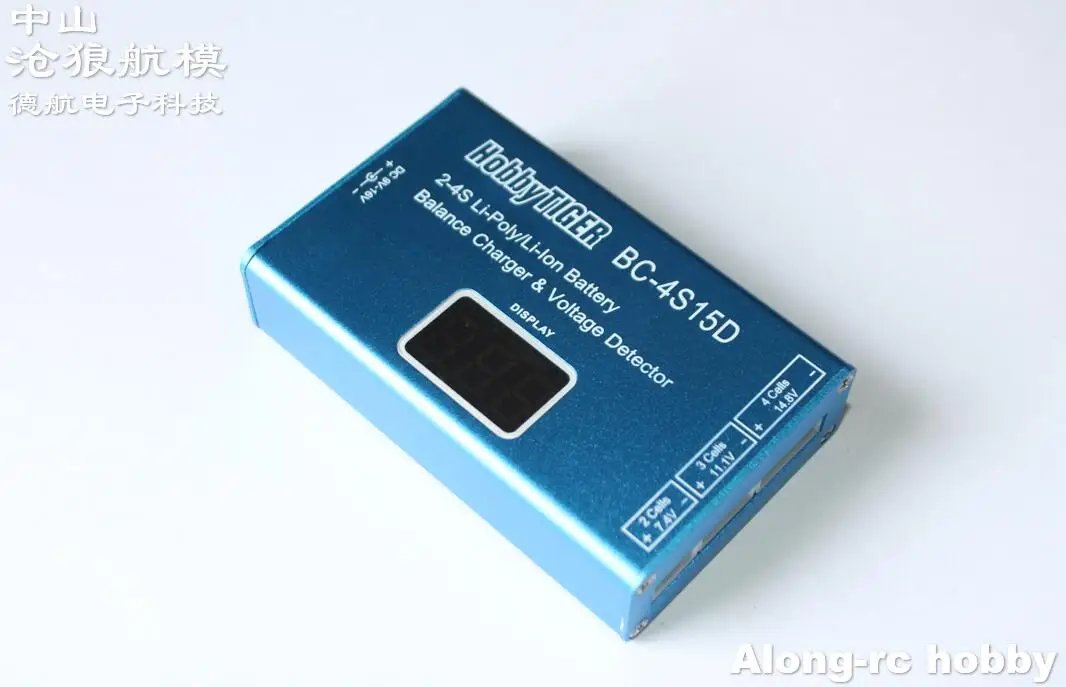 中山
沧狼航模
德航电子科技
HobbyTIGER BC-4S15D
2-4S Li-Poly/Li-Ion Battery
Balance Charger & Voltage Detector
DC 9V-16V
+ -
DISPLAY
2 Cells
+ 7.4V -
3 Cells
+ 11.1V -
4 Cells
+ 14.8V -
Along-rc hobby